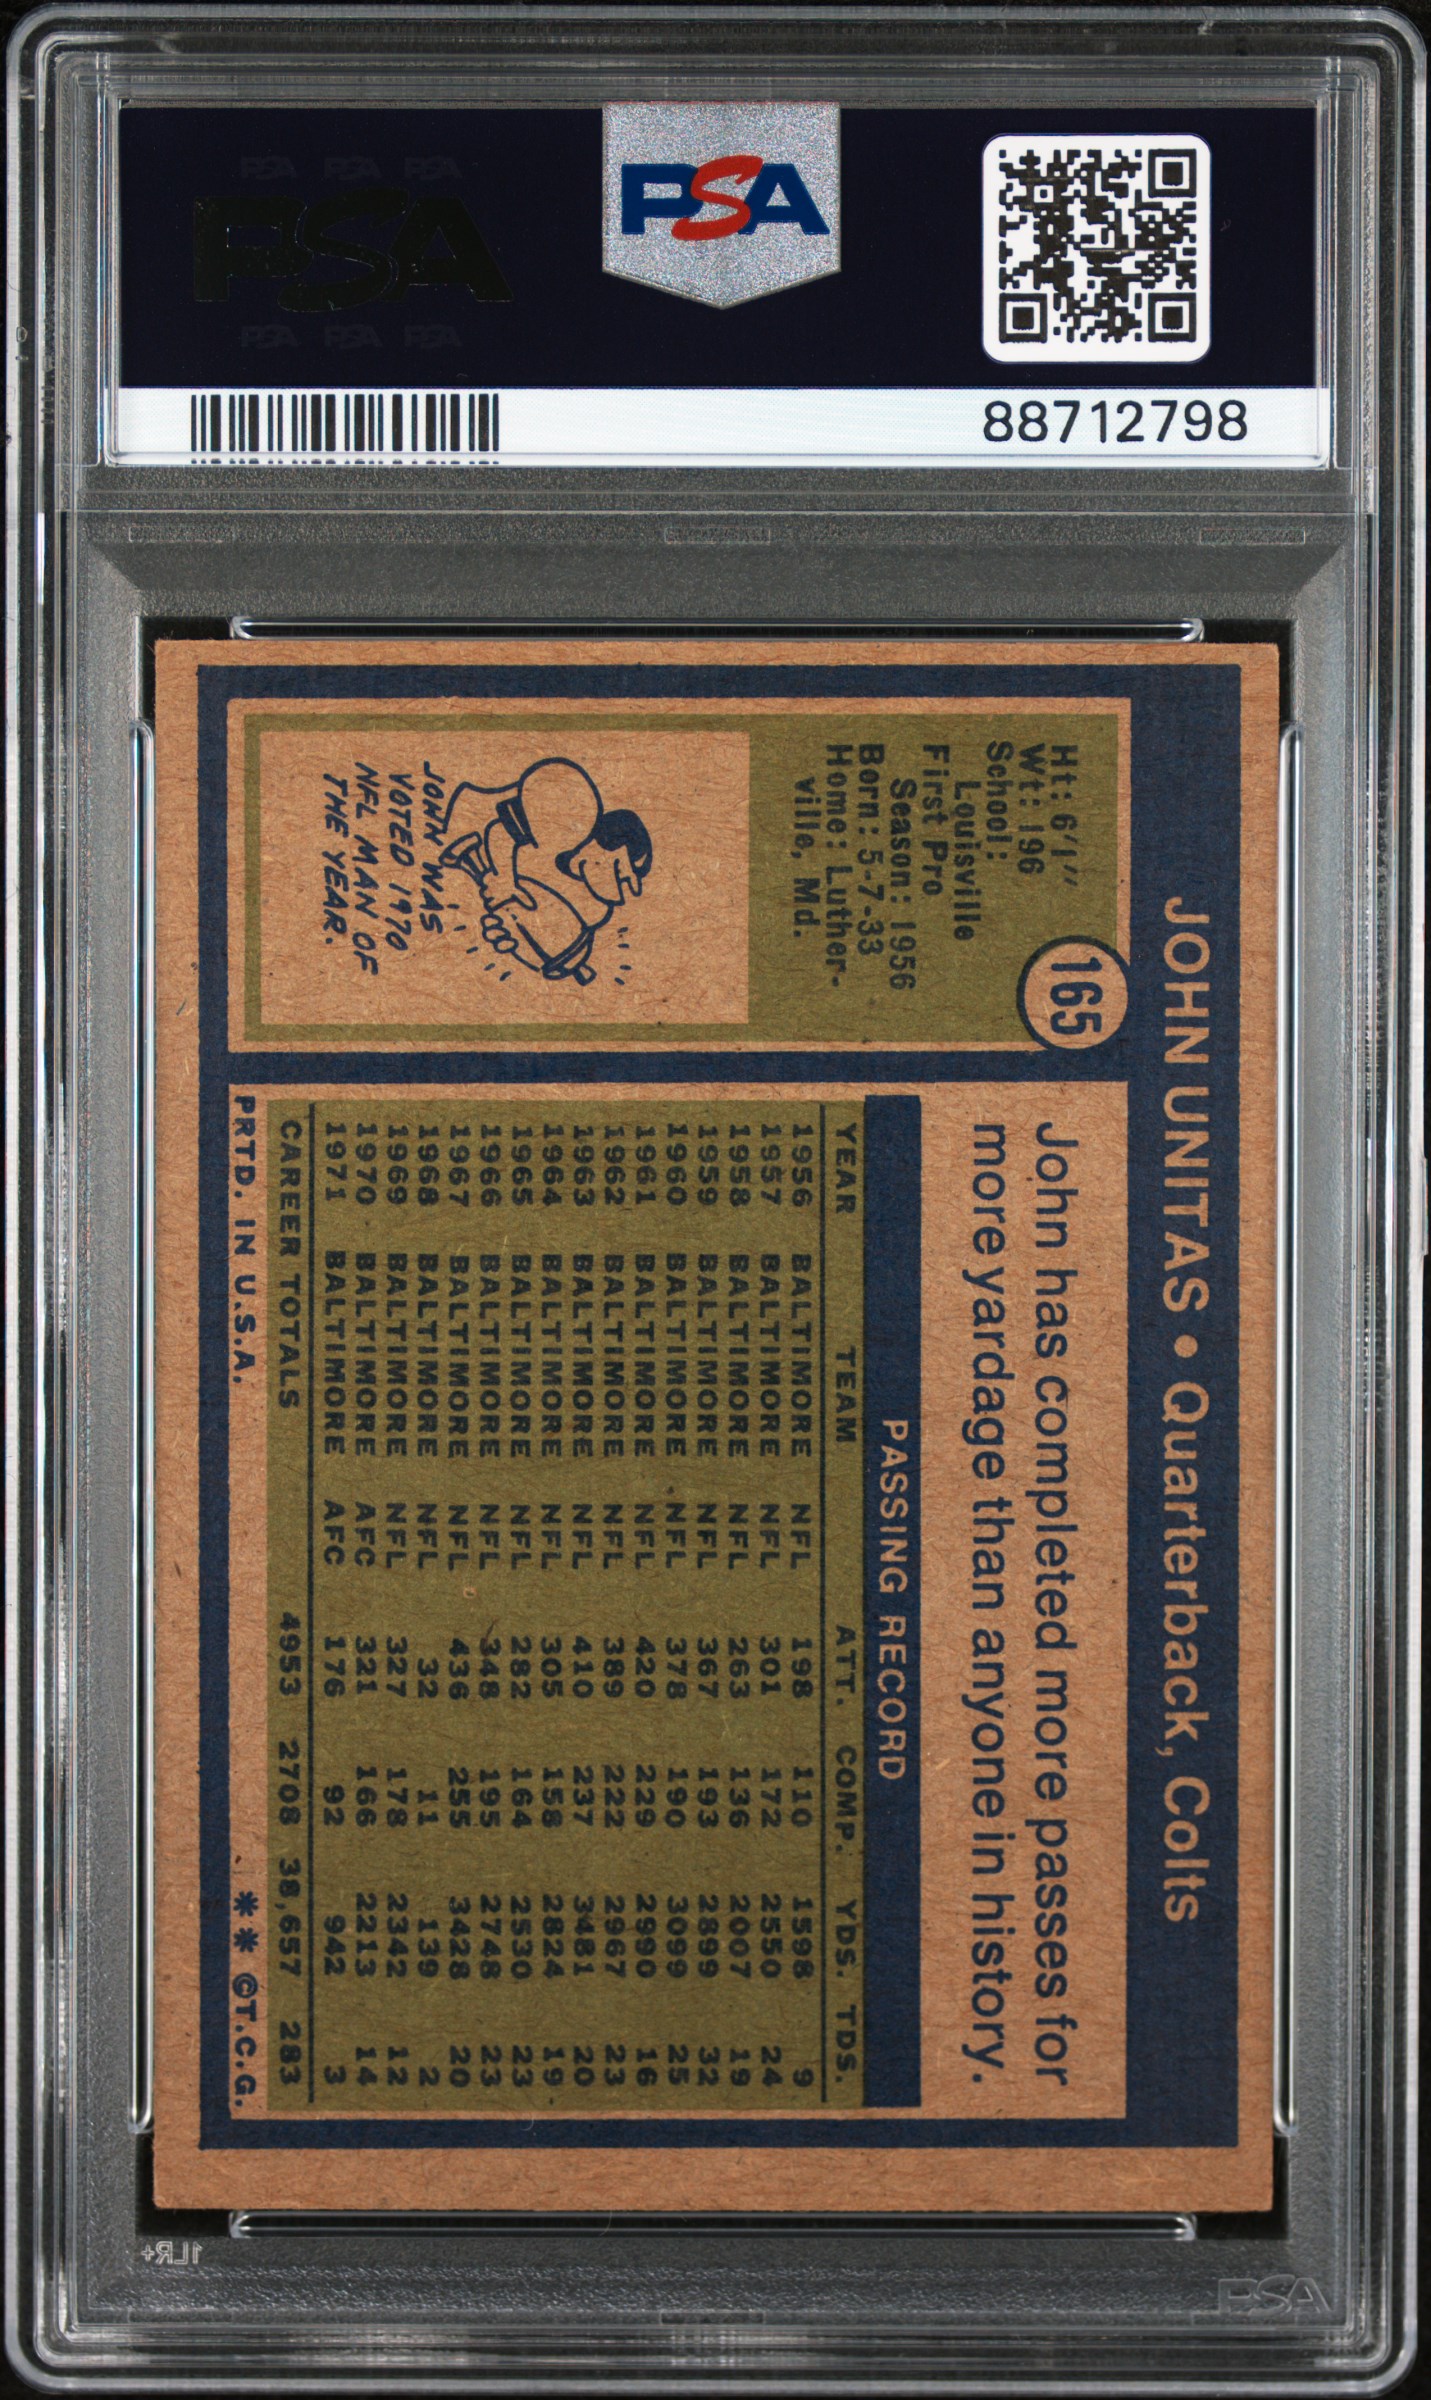 PSA PSA PSA
PSA
PSA PSA PSA
PSA
88712798
JOHN UNITAS • Quarterback, Colts
165
Ht: 6'1"
Wt: 196
School:
Louisville
First Pro
Season: 1956
Born: 5-7-33
Home: Luther-
ville, Md.
JOHN WAS
VOTED 1970
NFL MAN OF
THE YEAR.
John has completed more passes for
more yardage than anyone in history.
PASSING RECORD
YEAR TEAM ATT. COMP. YDS. TDS.
1956 BALTIMORE NFL 198 110 1598 9
1957 BALTIMORE NFL 301 172 2550 24
1958 BALTIMORE NFL 263 136 2007 19
1959 BALTIMORE NFL 367 193 2899 32
1960 BALTIMORE NFL 378 190 3099 25
1961 BALTIMORE NFL 420 229 2990 16
1962 BALTIMORE NFL 389 222 2967 23
1963 BALTIMORE NFL 410 237 3481 20
1964 BALTIMORE NFL 305 158 2824 19
1965 BALTIMORE NFL 282 164 2530 23
1966 BALTIMORE NFL 348 195 2748 23
1967 BALTIMORE NFL 436 255 3428 20
1968 BALTIMORE NFL 32 11 139 2
1969 BALTIMORE NFL 327 178 2342 12
1970 BALTIMORE AFC 321 166 2213 14
1971 BALTIMORE AFC 176 92 942 3
CAREER TOTALS 4953 2708 38,657 283
PRTD. IN U.S.A. ** ©T.C.G.
1LR+
PSA